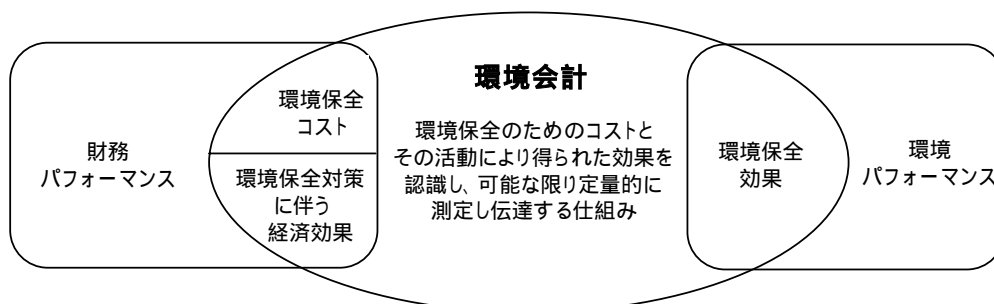 財務
パフォーマンス
環境保全
コスト
環境保全対策
に伴う
経済効果
環境会計
環境保全のためのコストと
その活動により得られた効果を
認識し、可能な限り定量的に
測定し伝達する仕組み
環境保全
効果
環境
パフォーマンス